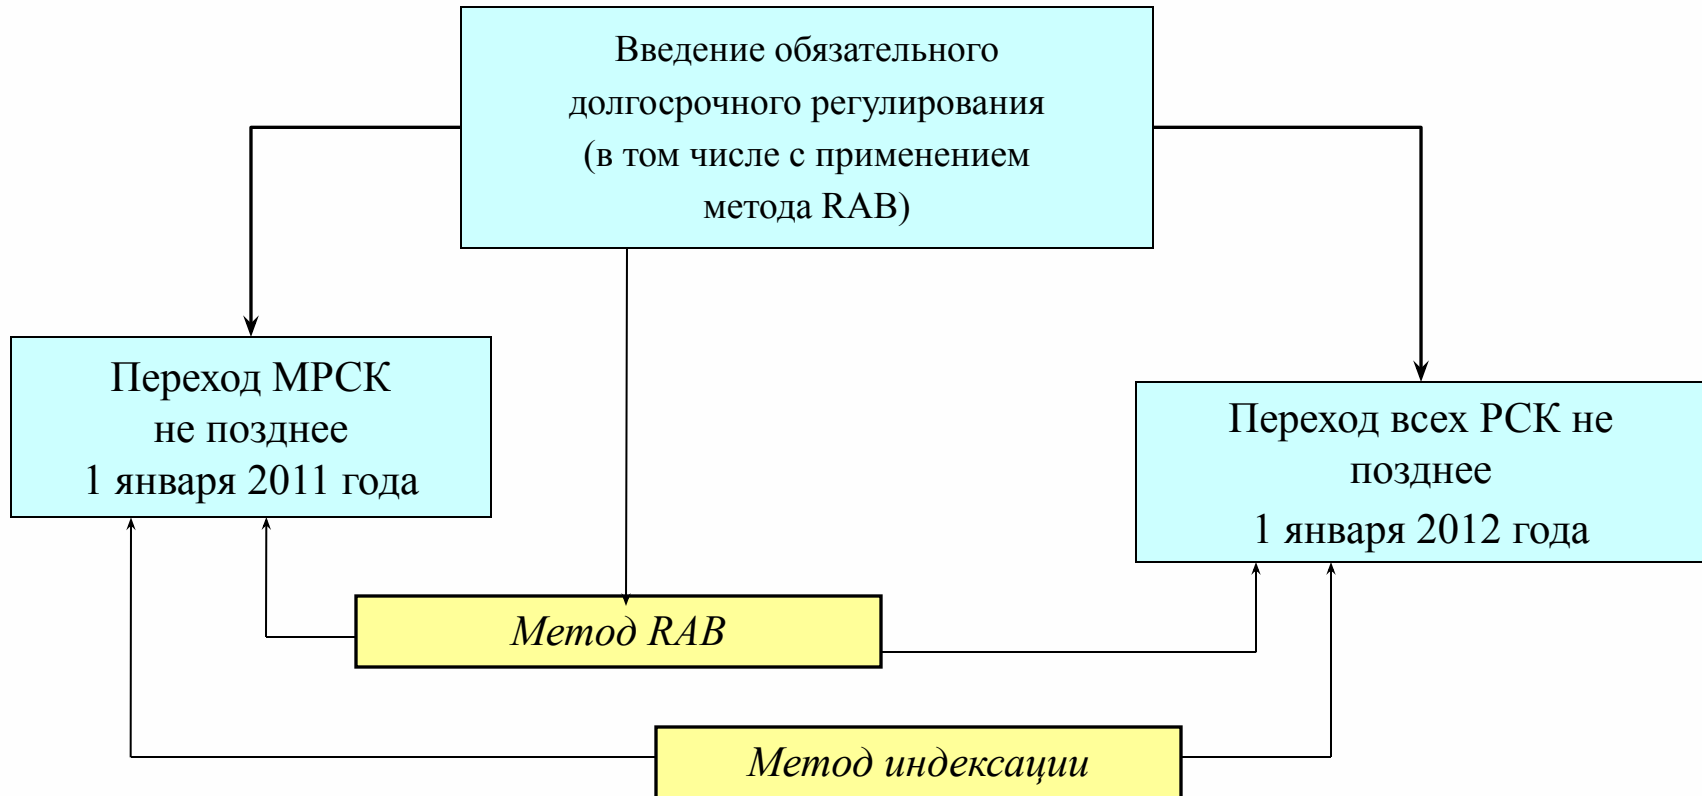 Введение обязательного
долгосрочного регулирования
(в том числе с применением
метода RAB)
Переход МРСК
не позднее
1 января 2011 года
Переход всех РСК не
позднее
1 января 2012 года
Метод RAB
Метод индексации